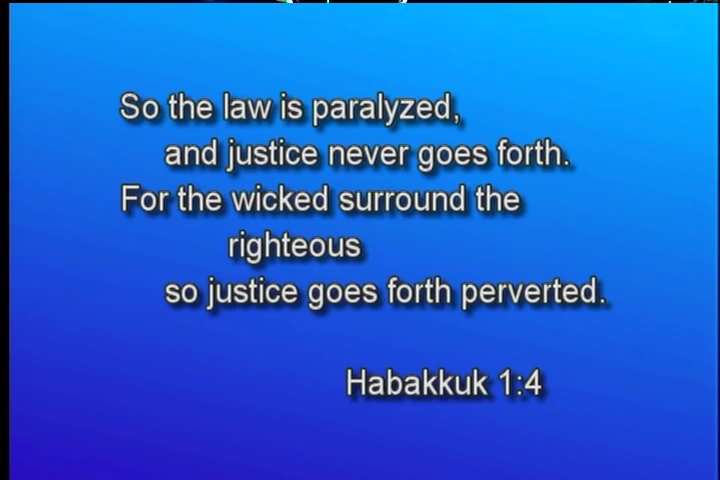 So the law is paralyzed,
and justice never goes forth.
For the wicked surround the
righteous
so justice goes forth perverted.
Habakkuk 1:4